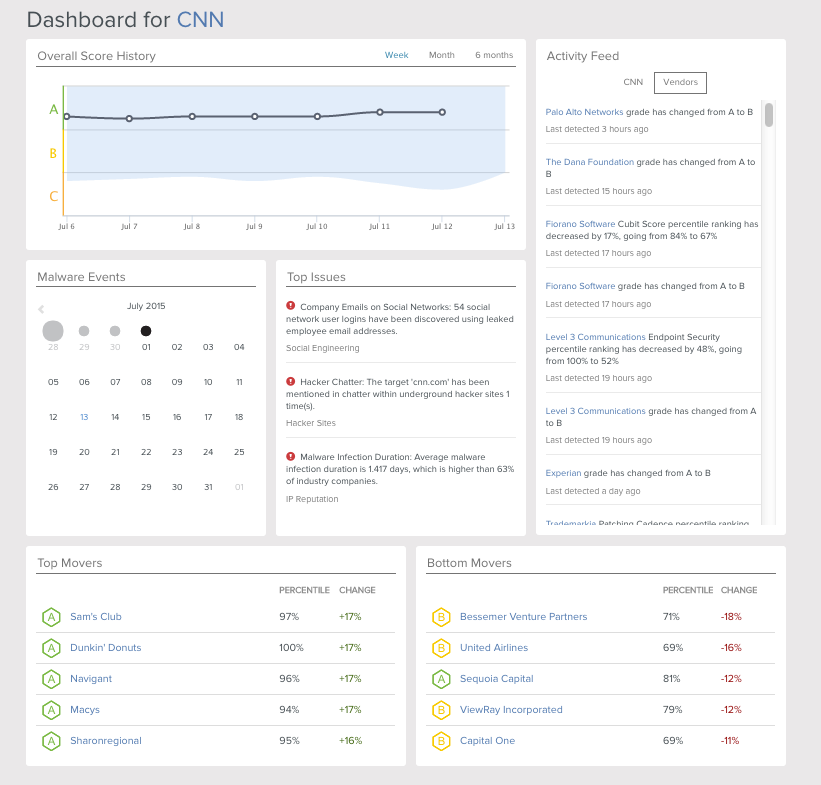 Dashboard for CNN
Overall Score History
Week Month 6 months
A
B
C
Jul 6 Jul 7 Jul 8 Jul 9 Jul 10 Jul 11 Jul 12 Jul 13
Activity Feed
CNN Vendors
Palo Alto Networks grade has changed from A to B
Last detected 3 hours ago
The Dana Foundation grade has changed from A to
B
Last detected 15 hours ago
Fiorano Software Cubit Score percentile ranking has
decreased by 17%, going from 84% to 67%
Last detected 17 hours ago
Fiorano Software grade has changed from A to B
Last detected 17 hours ago
Level 3 Communications Endpoint Security
percentile ranking has decreased by 48%, going
from 100% to 52%
Last detected 19 hours ago
Level 3 Communications grade has changed from A
to B
Last detected 19 hours ago
Experian grade has changed from A to B
Last detected a day ago
Trademarkia Patching Cadence percentile ranking
Malware Events
July 2015
28 29 30 01 02 03 04
05 06 07 08 09 10 11
12 13 14 15 16 17 18
19 20 21 22 23 24 25
26 27 28 29 30 31 01
Top Issues
Company Emails on Social Networks: 54 social
network user logins have been discovered using leaked
employee email addresses.
Social Engineering
Hacker Chatter: The target 'cnn.com' has been
mentioned in chatter within underground hacker sites 1
time(s).
Hacker Sites
Malware Infection Duration: Average malware
infection duration is 1.417 days, which is higher than 63%
of industry companies.
IP Reputation
Top Movers
PERCENTILE CHANGE
A Sam's Club 97% +17%
A Dunkin' Donuts 100% +17%
A Navigant 96% +17%
A Macys 94% +17%
A Sharonregional 95% +16%
Bottom Movers
PERCENTILE CHANGE
B Bessemer Venture Partners 71% -18%
B United Airlines 69% -16%
A Sequoia Capital 81% -12%
B ViewRay Incorporated 79% -12%
B Capital One 69% -11%